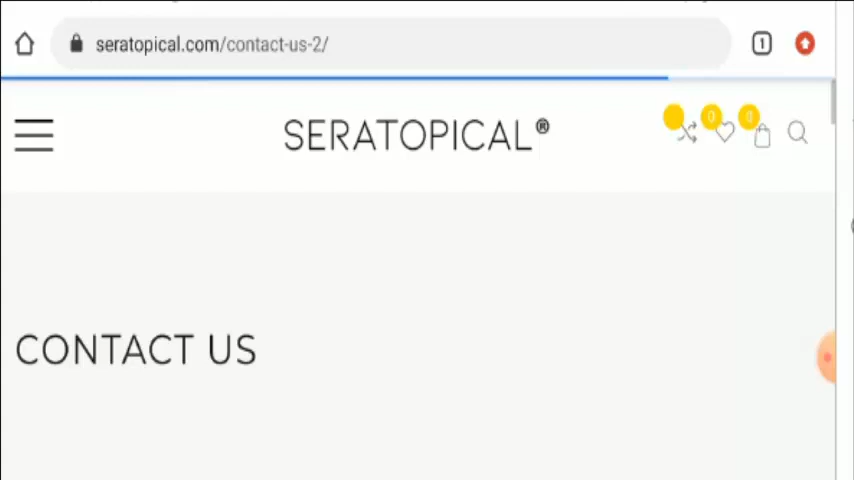 seratopical.com/contact-us-2/
1
SERATOPICAL®
0
0
CONTACT US